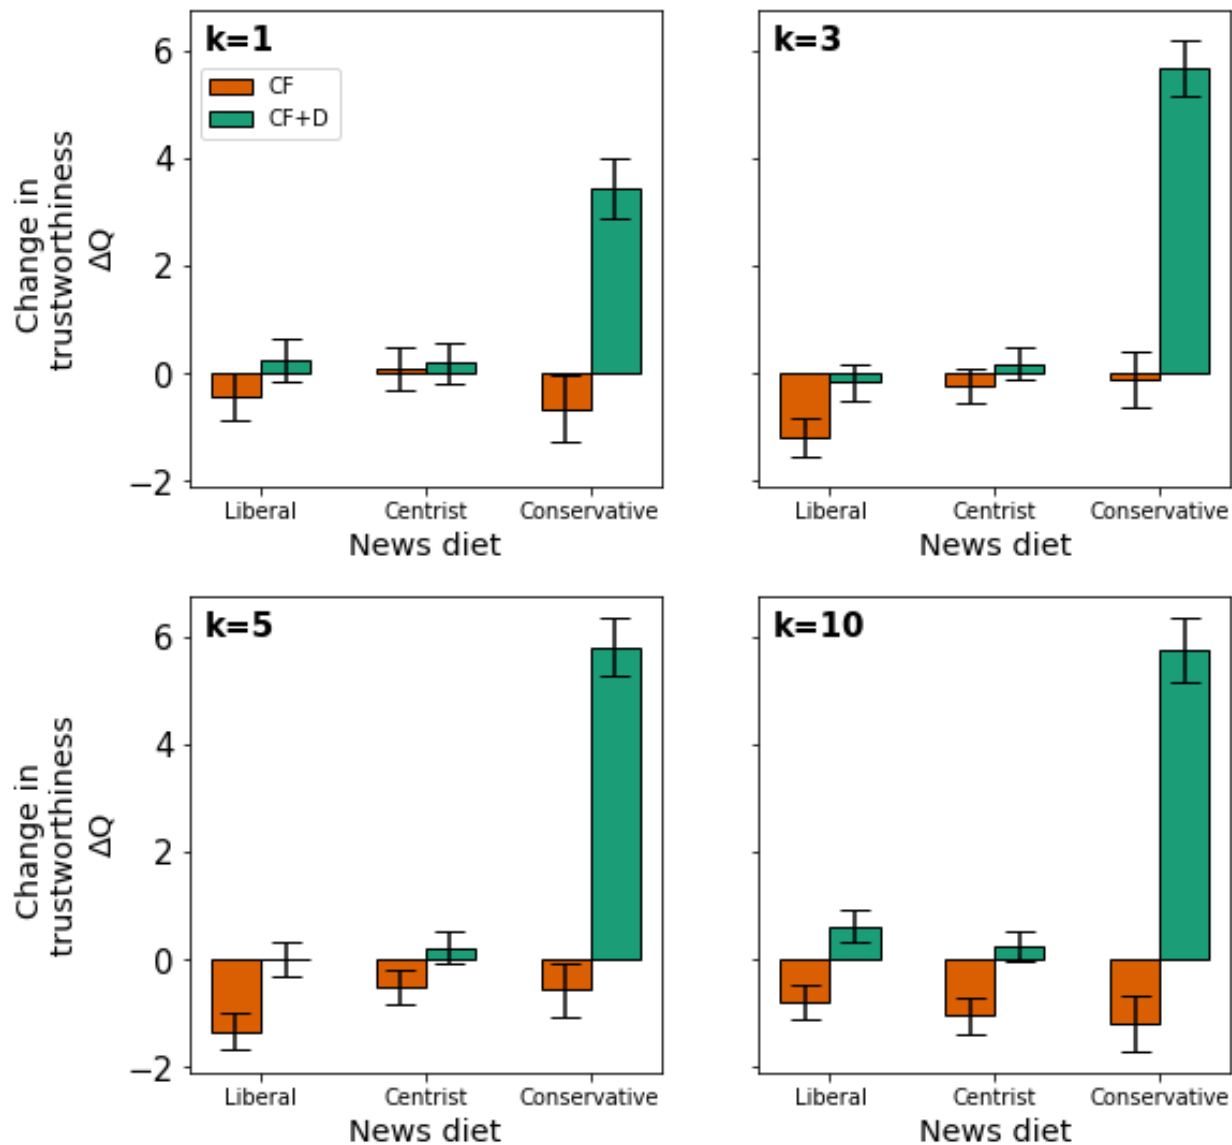 k=1
CF
CF+D
6
4
2
0
−2
Change in
trustworthiness
ΔQ
Liberal Centrist Conservative
News diet
k=3
Liberal Centrist Conservative
News diet
k=5
6
4
2
0
−2
Change in
trustworthiness
ΔQ
Liberal Centrist Conservative
News diet
k=10
Liberal Centrist Conservative
News diet